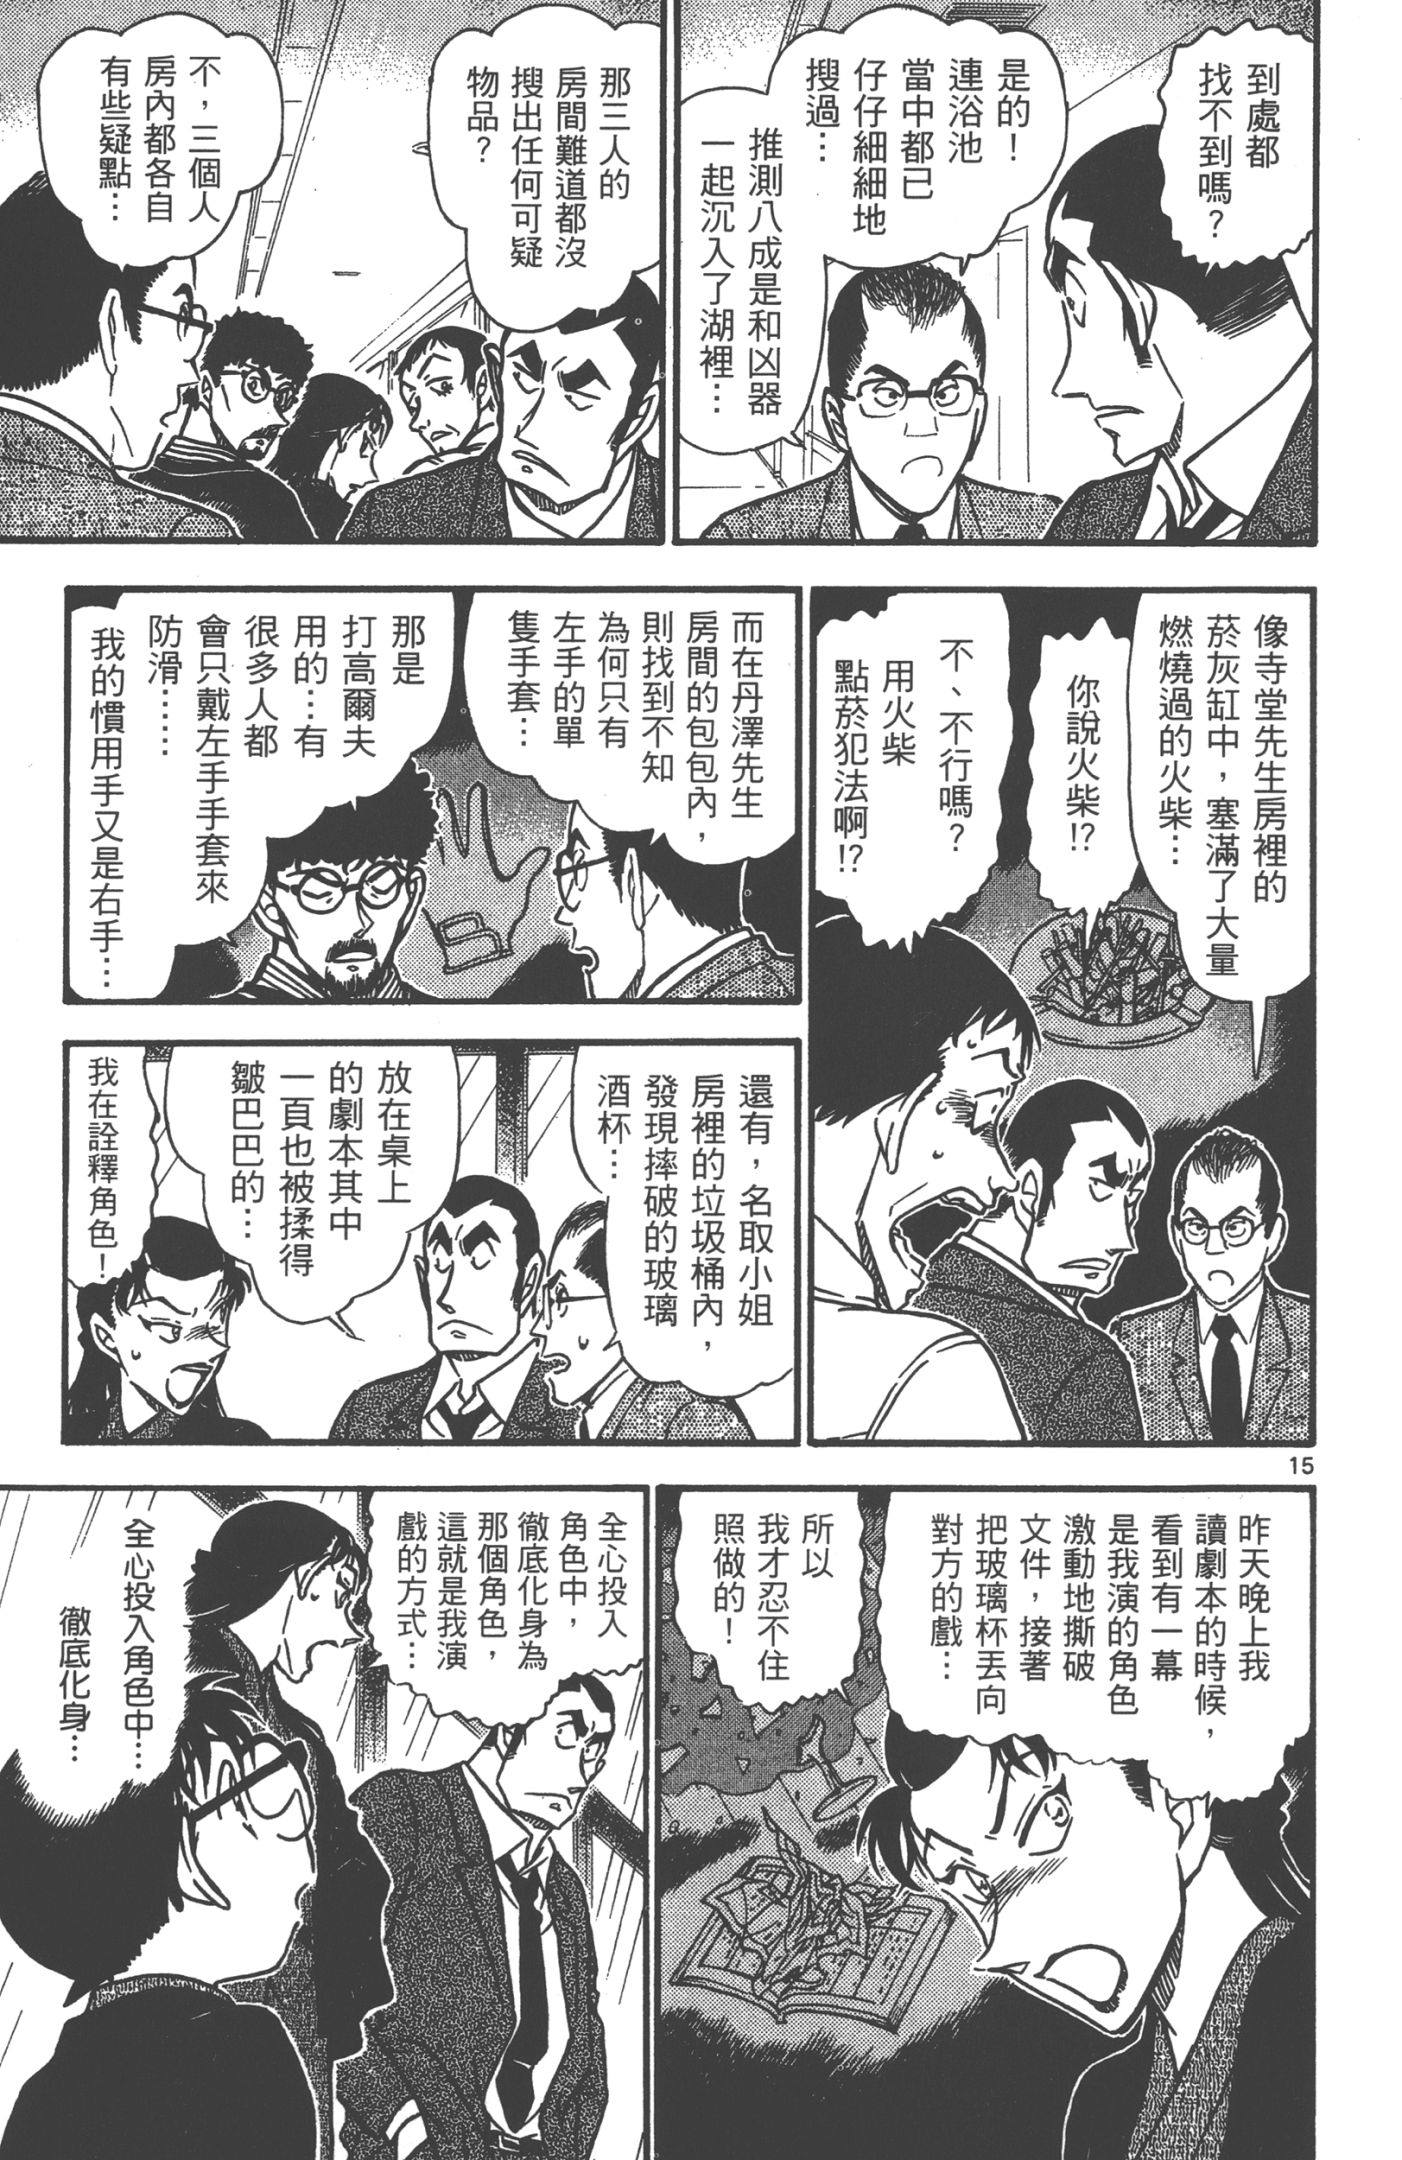 到處都
找不到嗎？
是的！
連浴池
當中都已
仔仔細細地
搜過…
推測八成是和凶器
一起沉入了湖裡…
那三人的
房間難道都沒
搜出任何可疑
物品？
不，三個人
房內都各自
有些疑點…
像寺堂先生房裡的
菸灰缸中，塞滿了大量
燃燒過的火柴…
你說火柴!?
不、不行嗎？
用火柴
點菸犯法啊!?
而在丹澤先生
房間的包包內，
則找到不知
為何只有
左手的單
隻手套…
那是
打高爾夫
用的…有
很多人都
會只戴左手手套來
防滑……
我的慣用手又是右手…
還有，名取小姐
房裡的垃圾桶內，
發現摔破的玻璃
酒杯…
放在桌上
的劇本其中
一頁也被揉得
皺巴巴的…
我在詮釋角色！
15
昨天晚上我
讀劇本的時候，
看到有一幕
是我演的角色
激動地撕破
文件，接著
把玻璃杯丟向
對方的戲…
所以
我才忍不住
照做的！
全心投入
角色中，
徹底化身為
那個角色，
這就是我演
戲的方式…
全心投入角色中…
徹底化身…